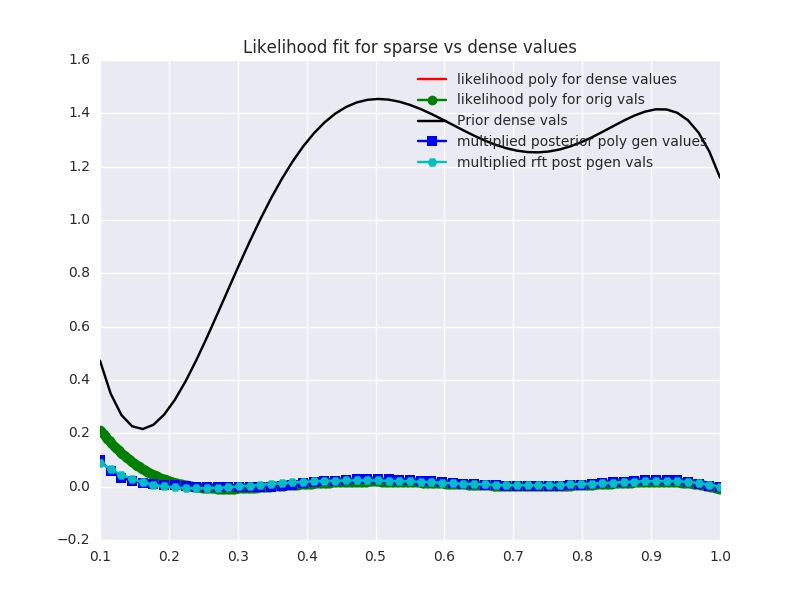 Likelihood fit for sparse vs dense values
1.6
1.4
1.2
1.0
0.8
0.6
0.4
0.2
0.0
−0.2
likelihood poly for dense values
likelihood poly for orig vals
Prior dense vals
multiplied posterior poly gen values
multiplied rft post pgen vals
0.1 0.2 0.3 0.4 0.5 0.6 0.7 0.8 0.9 1.0